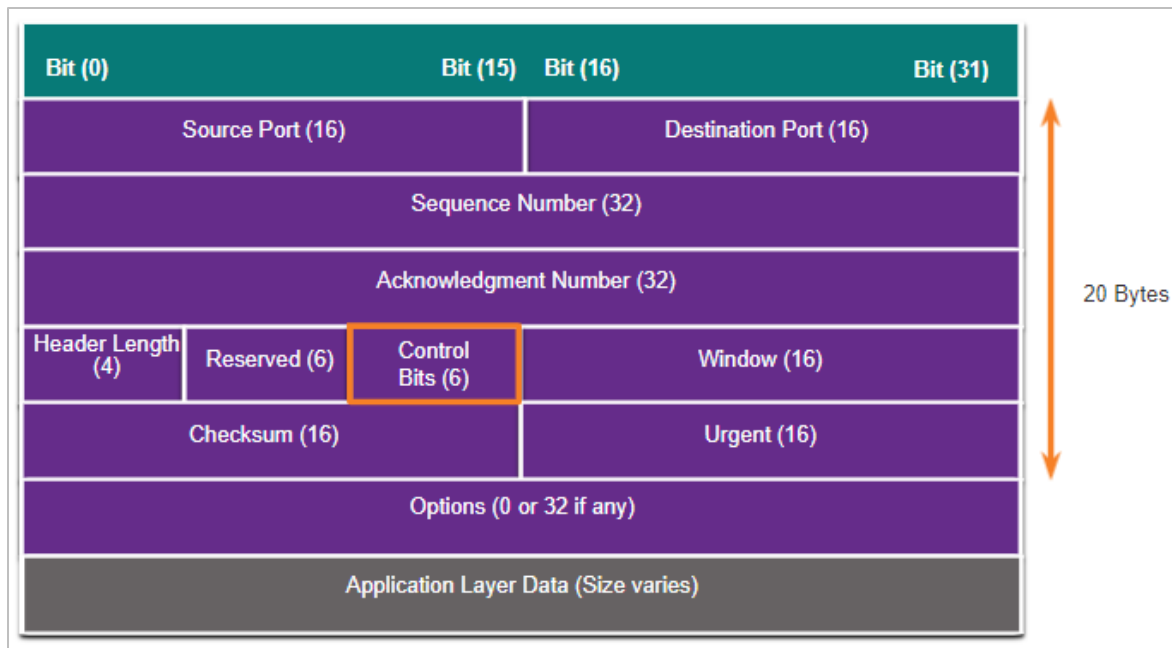 Bit (0) Bit (15) Bit (16) Bit (31)
Source Port (16) Destination Port (16)
Sequence Number (32)
Acknowledgment Number (32)
20 Bytes
Header Length
(4)
Reserved (6)
Control
Bits (6)
Window (16)
Checksum (16) Urgent (16)
Options (0 or 32 if any)
Application Layer Data (Size varies)